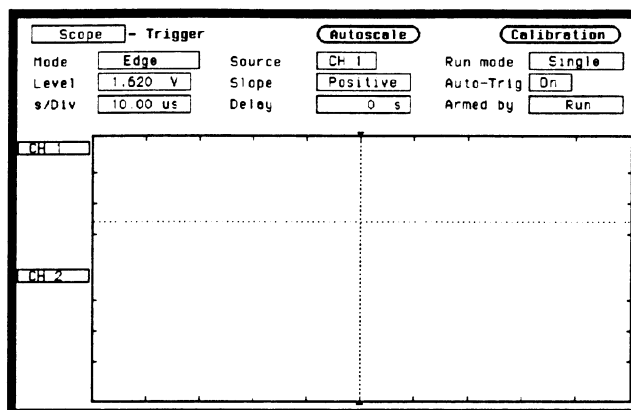 Scope - Trigger Autoscale Calibration
Mode Edge Source CH 1 Run mode Single
Level 1.620 V Slope Positive Auto-Trig On
s/Div 10.00 us Delay 0 s Armed by Run
CH 1
CH 2